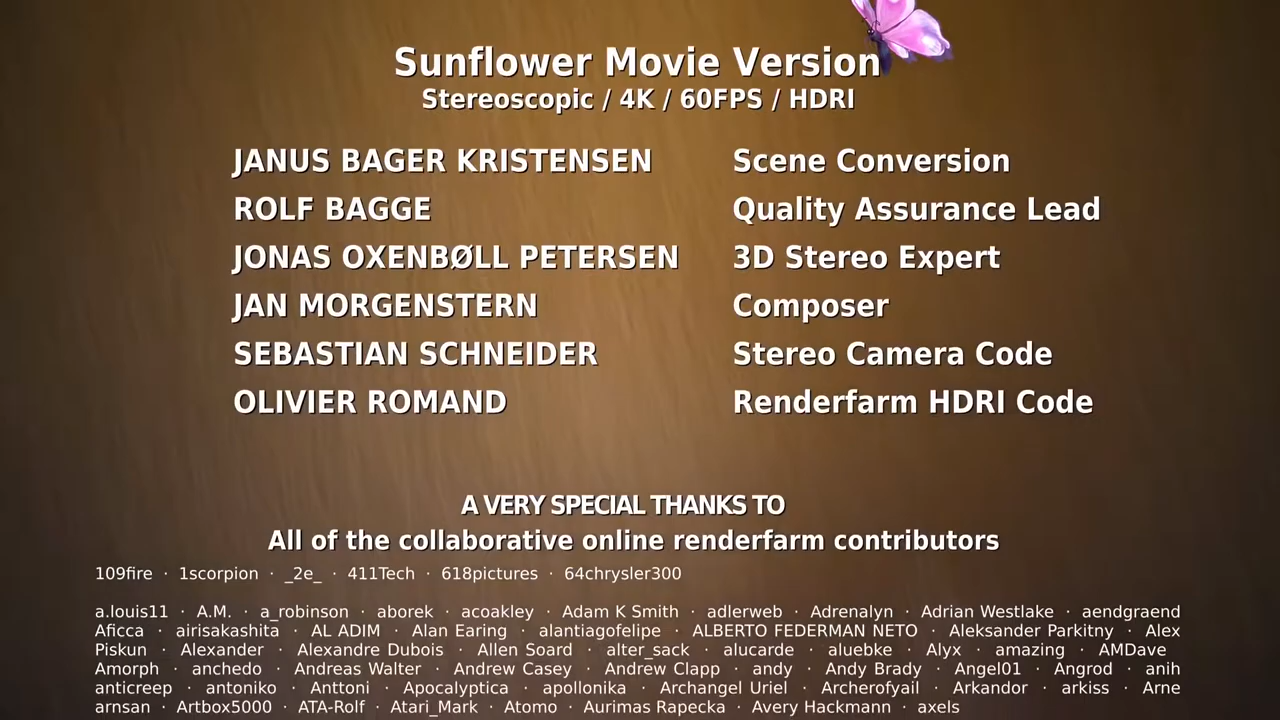 Sunflower Movie Version
Stereoscopic / 4K / 60FPS / HDRI
JANUS BAGER KRISTENSEN Scene Conversion
ROLF BAGGE Quality Assurance Lead
JONAS OXENBØLL PETERSEN 3D Stereo Expert
JAN MORGENSTERN Composer
SEBASTIAN SCHNEIDER Stereo Camera Code
OLIVIER ROMAND Renderfarm HDRI Code
A VERY SPECIAL THANKS TO
All of the collaborative online renderfarm contributors
109fire · 1scorpion · _2e_ · 411Tech · 618pictures · 64chrysler300
a.louis11 · A.M. · a_robinson · aborek · acoakley · Adam K Smith · adlerweb · Adrenalyn · Adrian Westlake · aendgraend
Aficca · airisakashita · AL ADIM · Alan Earing · alantiagofelipe · ALBERTO FEDERMAN NETO · Aleksander Parkitny · Alex
Piskun · Alexander · Alexandre Dubois · Allen Soard · alter_sack · alucarde · aluebke · Alyx · amazing · AMDave
Amorph · anchedo · Andreas Walter · Andrew Casey · Andrew Clapp · andy · Andy Brady · Angel01 · Angrod · anih
anticreep · antoniko · Anttoni · Apocalyptica · apollonika · Archangel Uriel · Archerofyail · Arkandor · arkiss · Arne
arnsan · Artbox5000 · ATA-Rolf · Atari_Mark · Atomo · Aurimas Rapecka · Avery Hackmann · axels